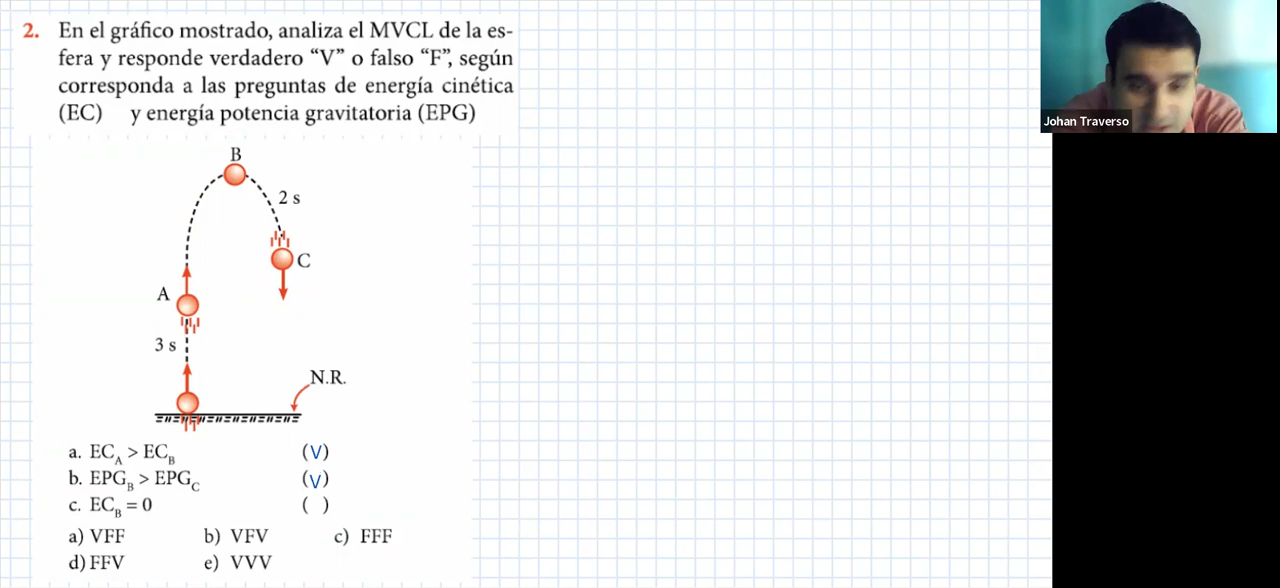 2. En el gráfico mostrado, analiza el MVCL de la es-
fera y responde verdadero “V” o falso “F”, según
corresponda a las preguntas de energía cinética
(EC) y energía potencia gravitatoria (EPG)
Johan Traverso
B
2 s
C
A
3 s
N.R.
a. EC_A > EC_B (V)
b. EPG_B > EPG_C (V)
c. EC_B = 0 ( )
a) VFF b) VFV c) FFF
d) FFV e) VVV